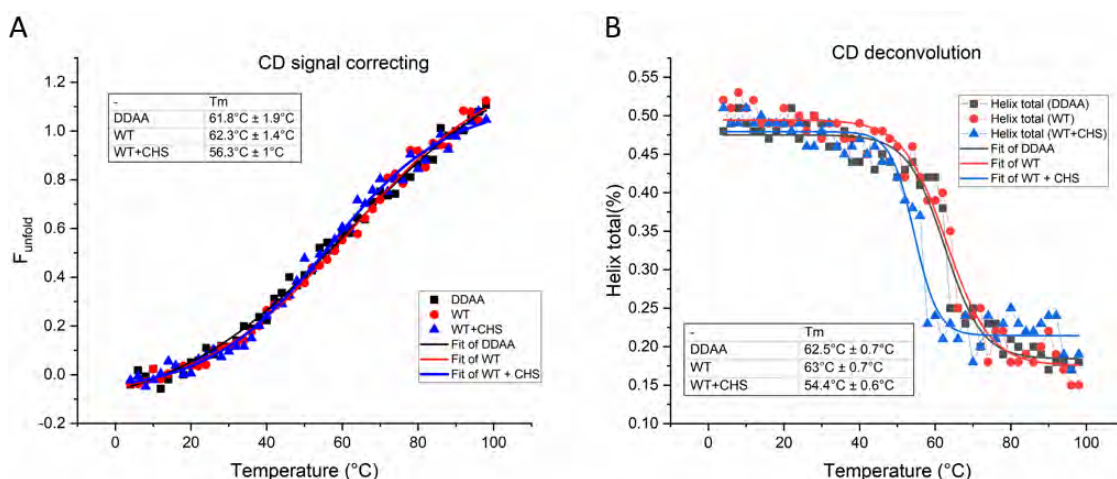 A
CD signal correcting
- Tm
DDAA 61.8°C ± 1.9°C
WT 62.3°C ± 1.4°C
WT+CHS 56.3°C ± 1°C
1.0
0.8
0.6
0.4
0.2
0.0
-0.2
F unfold
DDAA
WT
WT+CHS
Fit of DDAA
Fit of WT
Fit of WT + CHS
0 20 40 60 80 100
Temperature (°C)
B
CD deconvolution
0.55
0.50
0.45
0.40
0.35
0.30
0.25
0.20
0.15
0.10
Helix total(%)
Helix total (DDAA)
Helix total (WT)
Helix total (WT+CHS)
Fit of DDAA
Fit of WT
Fit of WT + CHS
- Tm
DDAA 62.5°C ± 0.7°C
WT 63°C ± 0.7°C
WT+CHS 54.4°C ± 0.6°C
0 20 40 60 80 100
Temperature (°C)